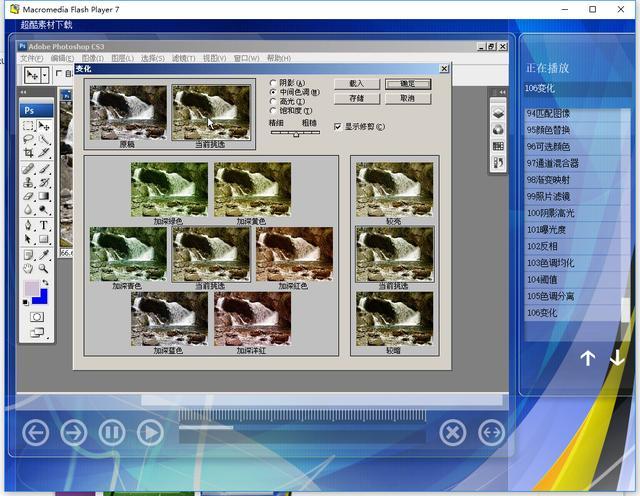 Macromedia Flash Player 7
超酷素材下载
Adobe Photoshop CS3
文件(F) 编辑(E) 图像(I) 图层(L) 选择(S) 滤镜(T) 视图(V) 窗口(W) 帮助(H)
变化
原稿
当前挑选
阴影(A)
中间色调(M)
高光(I)
饱和度(T)
精细 粗糙
载入
确定
存储
取消
显示修剪(C)
加深绿色
加深黄色
较亮
加深青色
当前挑选
加深红色
当前挑选
加深蓝色
加深洋红
较暗
Ps
正在播放
106变化
94匹配图像
95颜色替换
96可选颜色
97通道混合器
98渐变映射
99照片滤镜
100阴影高光
101曝光度
102反相
103色调均化
104阈值
105色调分离
106变化